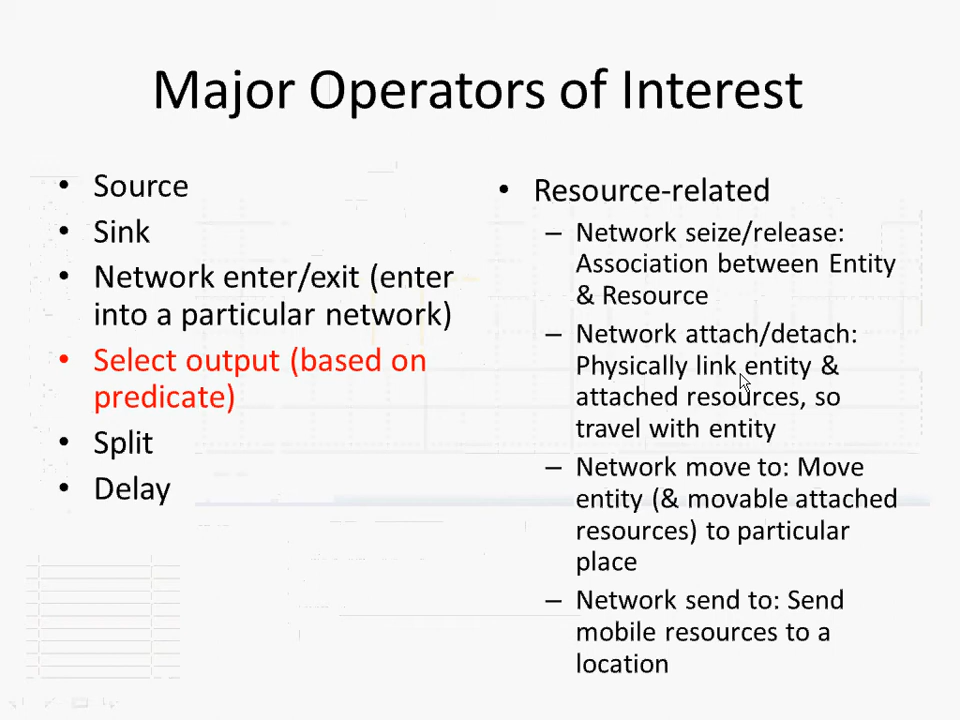 Major Operators of Interest
• Source
• Sink
• Network enter/exit (enter
into a particular network)
• Select output (based on
predicate)
• Split
• Delay
• Resource-related
– Network seize/release:
Association between Entity
& Resource
– Network attach/detach:
Physically link entity &
attached resources, so
travel with entity
– Network move to: Move
entity (& movable attached
resources) to particular
place
– Network send to: Send
mobile resources to a
location